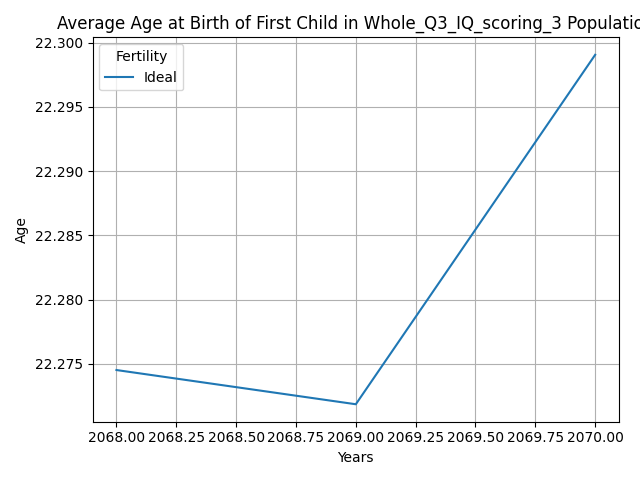 Average Age at Birth of First Child in Whole_Q3_IQ_scoring_3 Populatio
Fertility
Ideal
22.300
22.295
22.290
22.285
22.280
22.275
Age
2068.00 2068.25 2068.50 2068.75 2069.00 2069.25 2069.50 2069.75 2070.00
Years